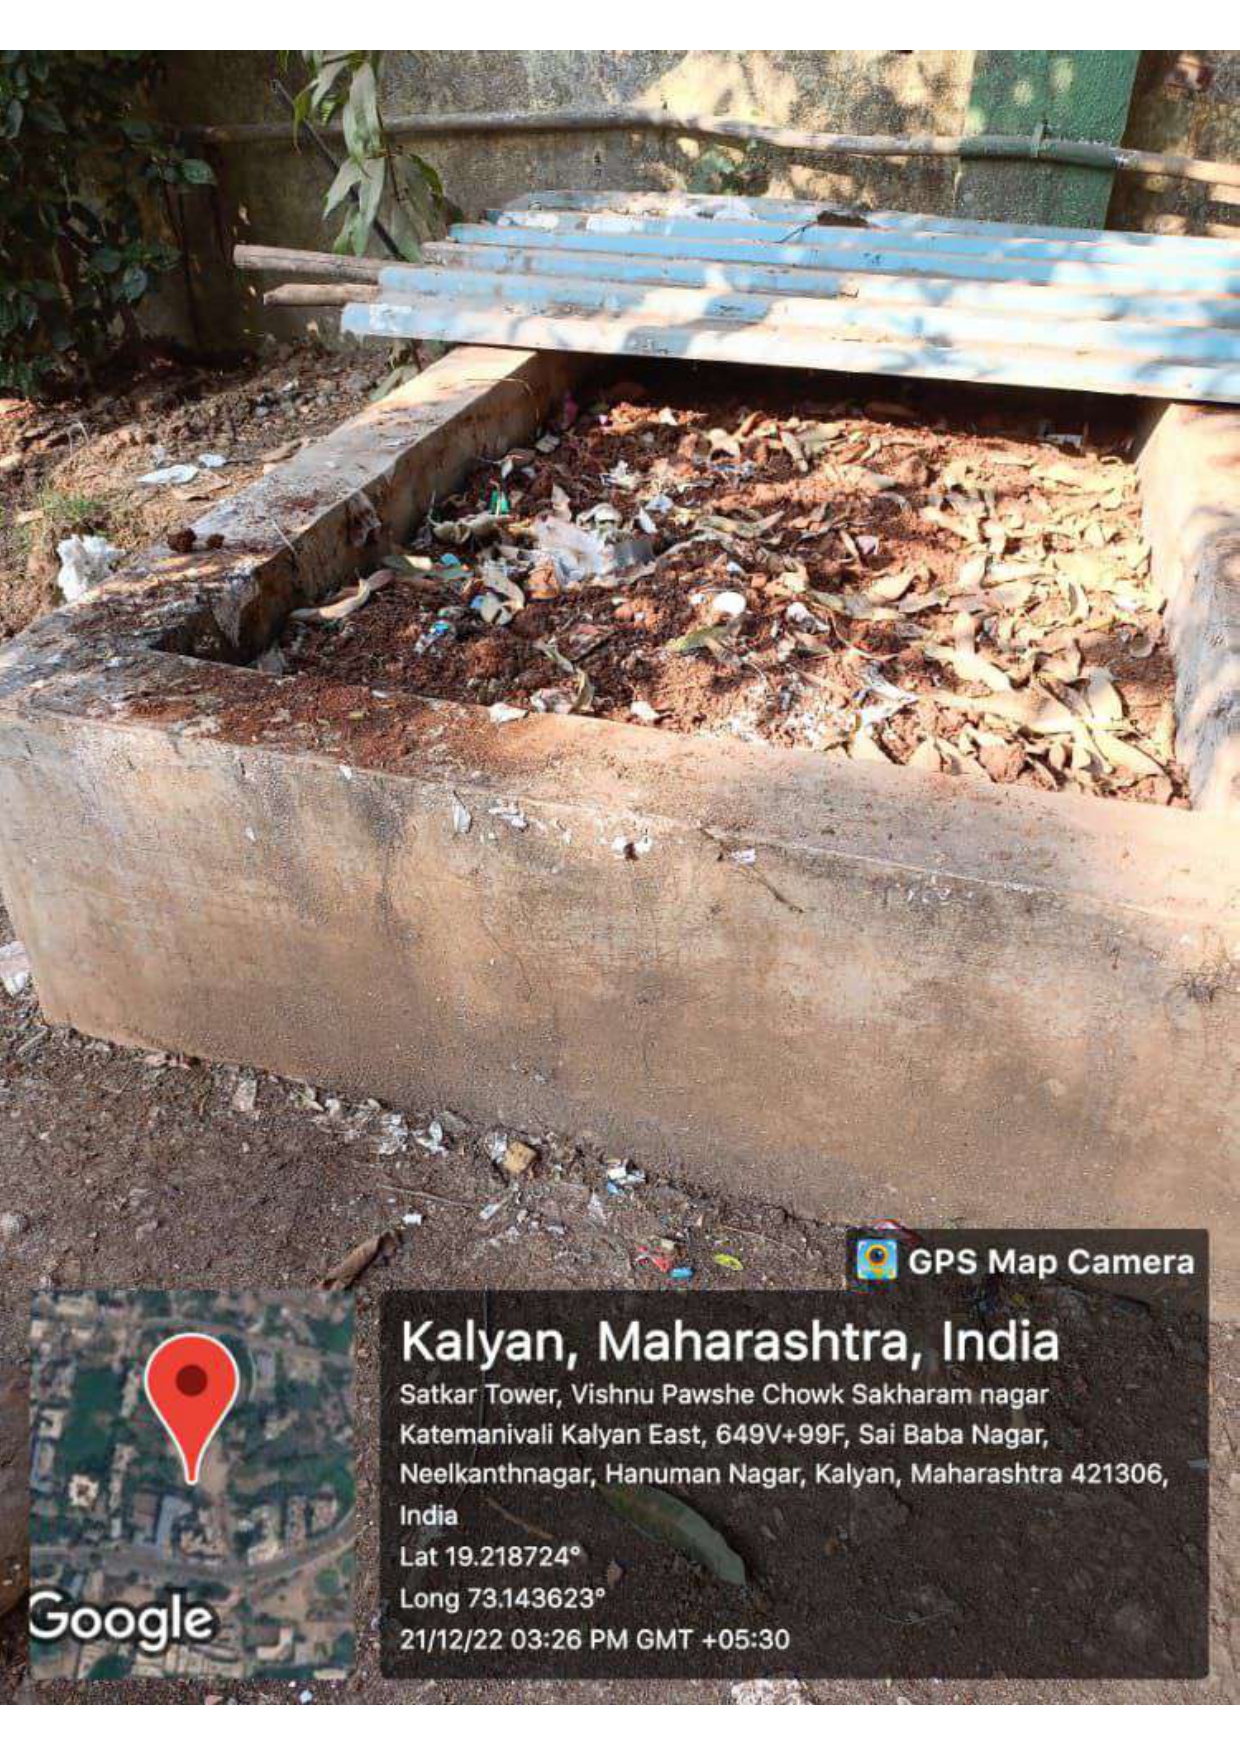 GPS Map Camera
Kalyan, Maharashtra, India
Satkar Tower, Vishnu Pawshe Chowk Sakharam nagar
Katemanivali Kalyan East, 649V+99F, Sai Baba Nagar,
Neelkanthnagar, Hanuman Nagar, Kalyan, Maharashtra 421306,
India
Lat 19.218724°
Long 73.143623°
21/12/22 03:26 PM GMT +05:30
Google